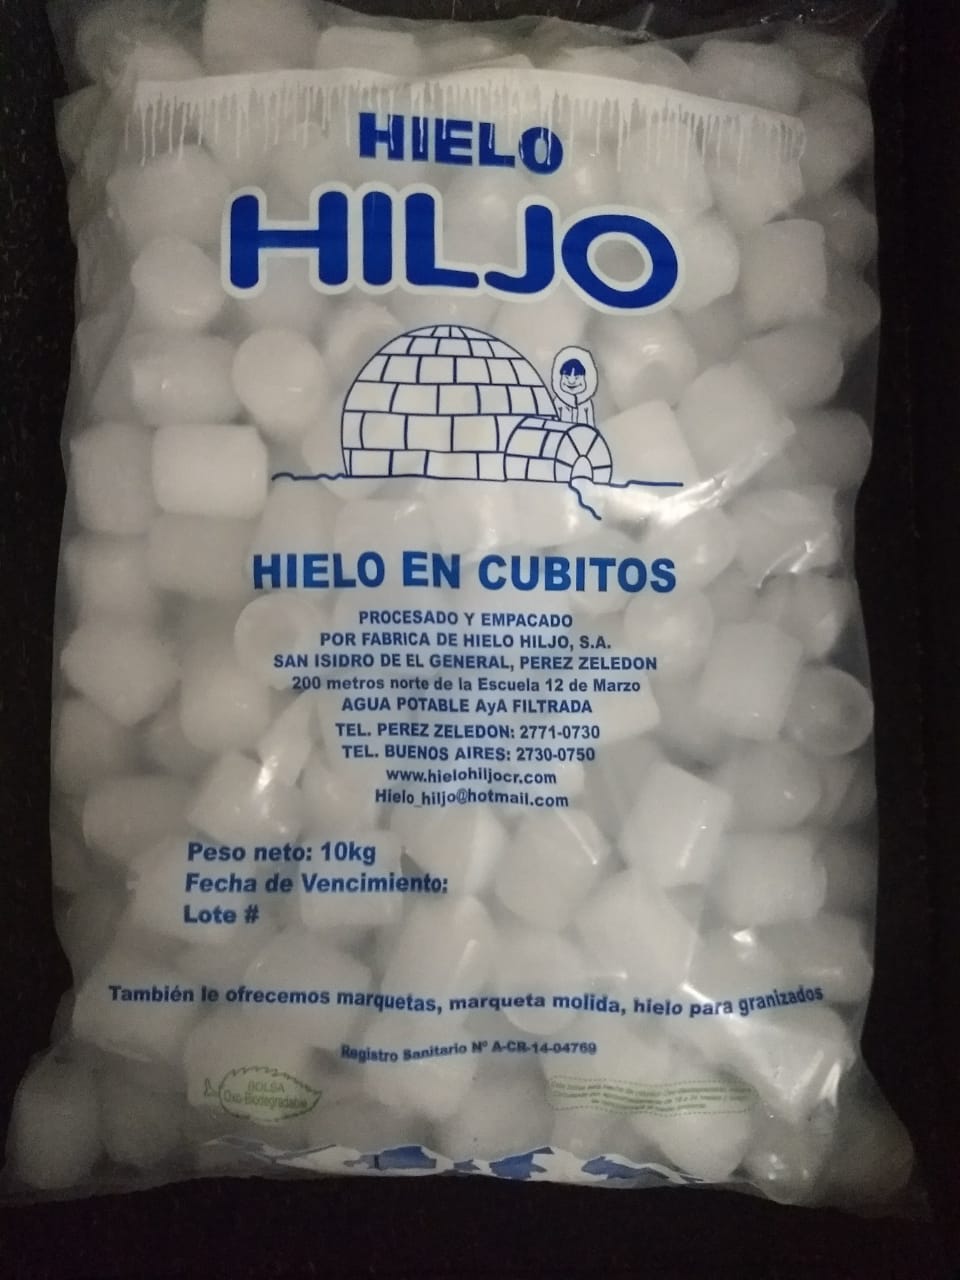 HIELO
HILJO
HIELO EN CUBITOS
PROCESADO Y EMPACADO
POR FABRICA DE HIELO HILJO, S.A.
SAN ISIDRO DE EL GENERAL, PEREZ ZELEDON
200 metros norte de la Escuela 12 de Marzo
AGUA POTABLE AyA FILTRADA
TEL. PEREZ ZELEDON: 2771-0730
TEL. BUENOS AIRES: 2730-0750
www.hielohiljocr.com
Hielo_hiljo@hotmail.com
Peso neto: 10kg
Fecha de Vencimiento:
Lote #
También le ofrecemos marquetas, marqueta molida, hielo para granizados
Registro Sanitario Nº A-CR-14-04769
BOLSA
Oxo-Biodegradable